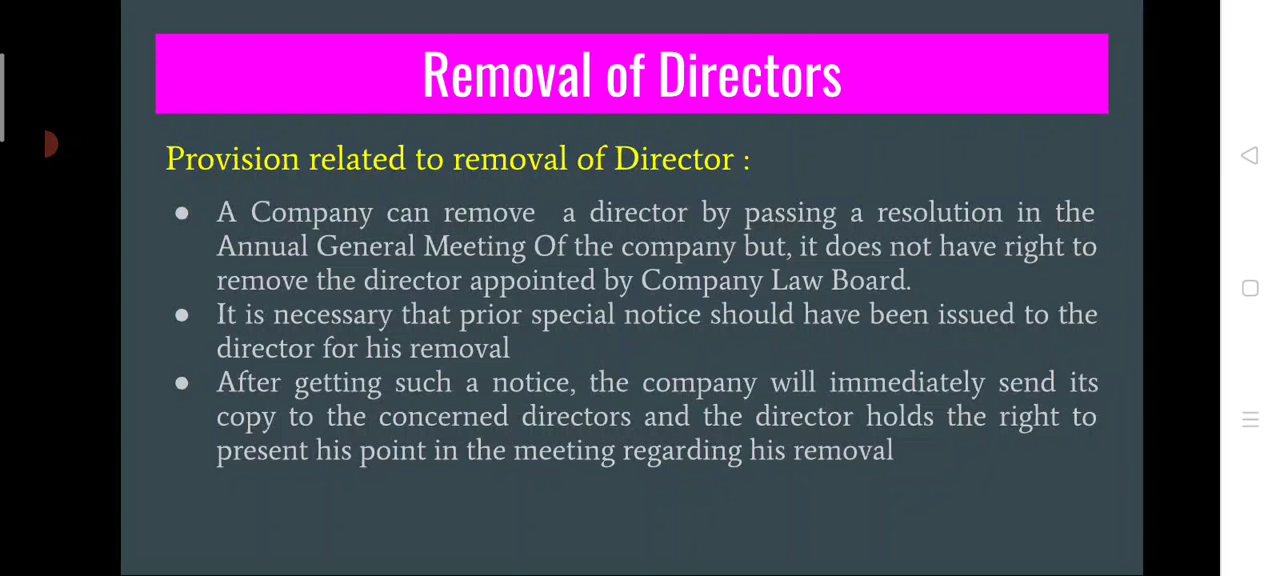 Removal of Directors
Provision related to removal of Director :
● A Company can remove a director by passing a resolution in the
Annual General Meeting Of the company but, it does not have right to
remove the director appointed by Company Law Board.
● It is necessary that prior special notice should have been issued to the
director for his removal
● After getting such a notice, the company will immediately send its
copy to the concerned directors and the director holds the right to
present his point in the meeting regarding his removal